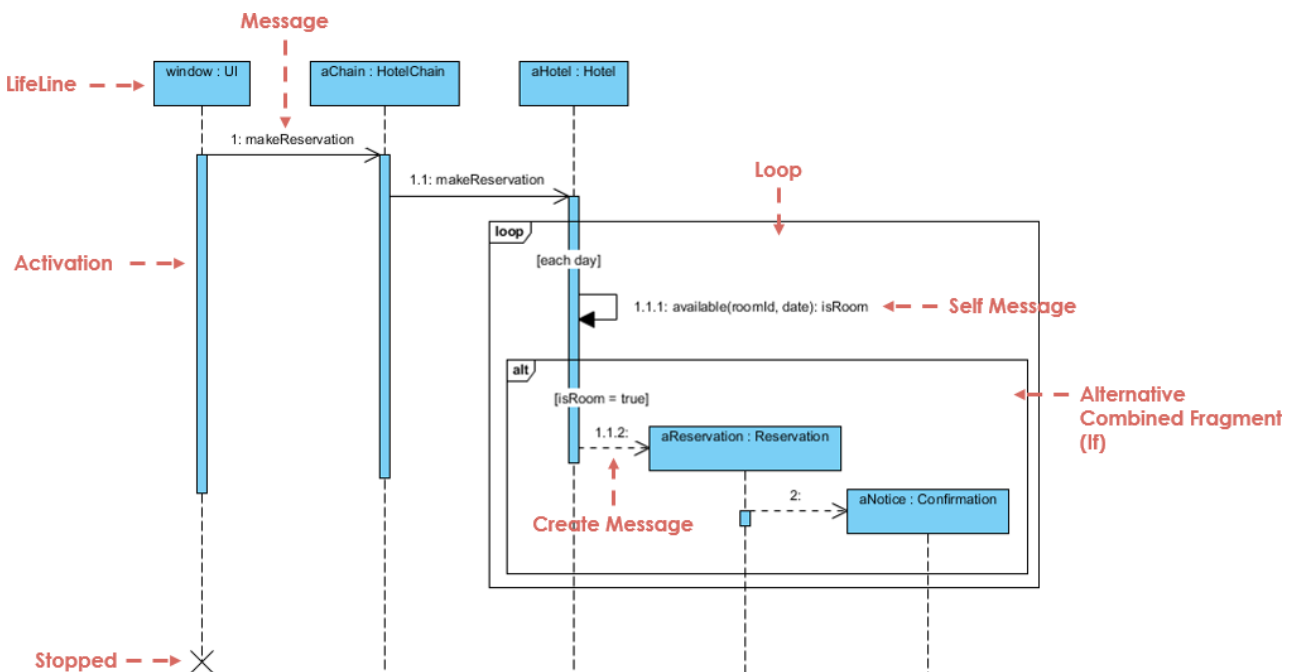 Message
LifeLine
window : UI
aChain : HotelChain
aHotel : Hotel
1: makeReservation
1.1: makeReservation
Loop
loop
Activation
[each day]
1.1.1: available(roomId, date): isRoom
Self Message
alt
[isRoom = true]
Alternative
Combined Fragment
(If)
1.1.2:
aReservation : Reservation
2:
aNotice : Confirmation
Create Message
Stopped